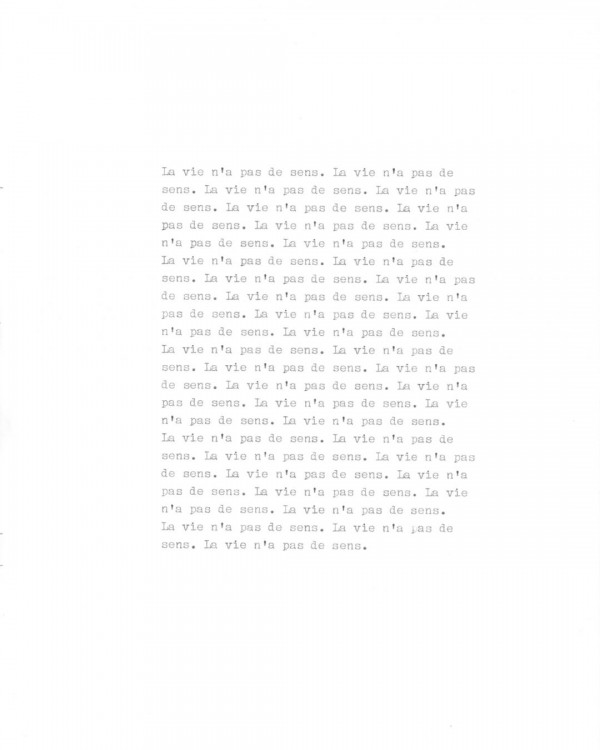 La vie n'a pas de sens. La vie n'a pas de
sens. La vie n'a pas de sens. La vie n'a pas
de sens. La vie n'a pas de sens. La vie n'a
pas de sens. La vie n'a pas de sens. La vie
n'a pas de sens. La vie n'a pas de sens.
La vie n'a pas de sens. La vie n'a pas de
sens. La vie n'a pas de sens. La vie n'a pas
de sens. La vie n'a pas de sens. La vie n'a
pas de sens. La vie n'a pas de sens. La vie
n'a pas de sens. La vie n'a pas de sens.
La vie n'a pas de sens. La vie n'a pas de
sens. La vie n'a pas de sens. La vie n'a pas
de sens. La vie n'a pas de sens. La vie n'a
pas de sens. La vie n'a pas de sens. La vie
n'a pas de sens. La vie n'a pas de sens.
La vie n'a pas de sens. La vie n'a pas de
sens. La vie n'a pas de sens. La vie n'a pas
de sens. La vie n'a pas de sens. La vie n'a
pas de sens. La vie n'a pas de sens. La vie
n'a pas de sens. La vie n'a pas de sens.
La vie n'a pas de sens. La vie n'a pas de
sens. La vie n'a pas de sens.